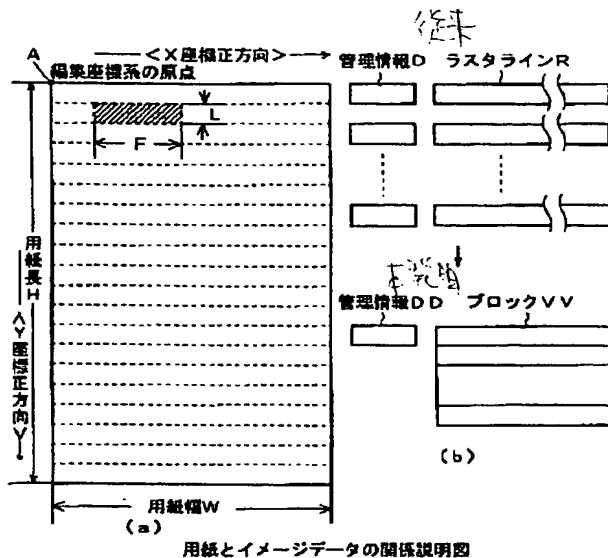 従来
A
<X座標正方向>
編集座標系の原点
管理情報D ラスタラインR
L
F
用紙長H
<Y座標正方向>
本発明
管理情報DD ブロックVV
用紙幅W
(a)
(b)
用紙とイメージデータの関係説明図